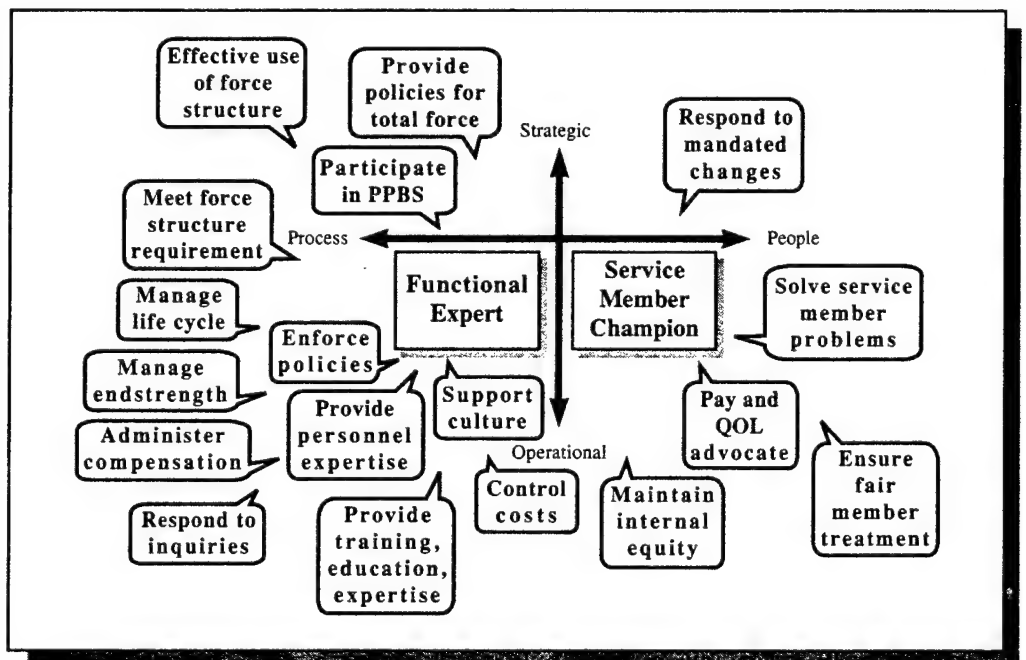 Effective use
of force
structure
Provide
policies for
total force
Strategic
Respond to
mandated
changes
Participate
in PPBS
Meet force
structure
requirement
Process
People
Functional
Expert
Service
Member
Champion
Solve service
member
problems
Manage
life cycle
Enforce
policies
Manage
endstrength
Support
culture
Pay and
QOL
advocate
Provide
personnel
expertise
Administer
compensation
Operational
Control
costs
Maintain
internal
equity
Ensure
fair
member
treatment
Respond to
inquiries
Provide
training,
education,
expertise